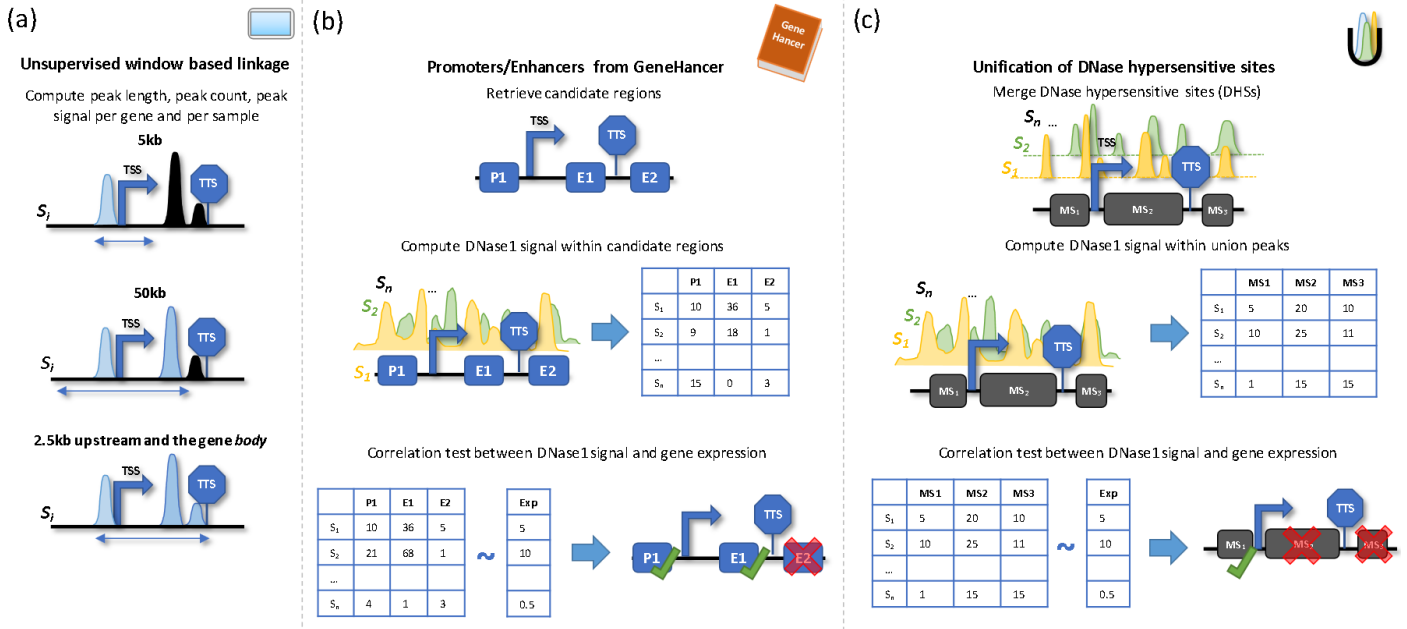 (a)
Unsupervised window based linkage
Compute peak length, peak count, peak
signal per gene and per sample
5kb
TSS
TTS
Si
50kb
TSS
TTS
Si
2.5kb upstream and the gene body
TSS
TTS
Si
(b)
Gene
Hancer
Promoters/Enhancers from GeneHancer
Retrieve candidate regions
TSS
TTS
P1 E1 E2
Compute DNase1 signal within candidate regions
Sn ...
S2
TTS
S1 P1 E1 E2
P1 E1 E2
S1 10 36 5
S2 9 18 1
...
Sn 15 0 3
Correlation test between DNase1 signal and gene expression
P1 E1 E2
S1 10 36 5
S2 21 68 1
...
Sn 4 1 3
~
Exp
5
10
0.5
TTS
P1 E1 E2
(c)
U
Unification of DNase hypersensitive sites
Merge DNase hypersensitive sites (DHSs)
Sn ...
S2
TSS
S1
TTS
MS1 MS2 MS3
Compute DNase1 signal within union peaks
Sn ...
S2
S1
TTS
MS1 MS2 MS3
MS1 MS2 MS3
S1 5 20 10
S2 10 25 11
...
Sn 1 15 15
Correlation test between DNase1 signal and gene expression
MS1 MS2 MS3
S1 5 20 10
S2 10 25 11
...
Sn 1 15 15
~
Exp
5
10
0.5
TTS
MS1